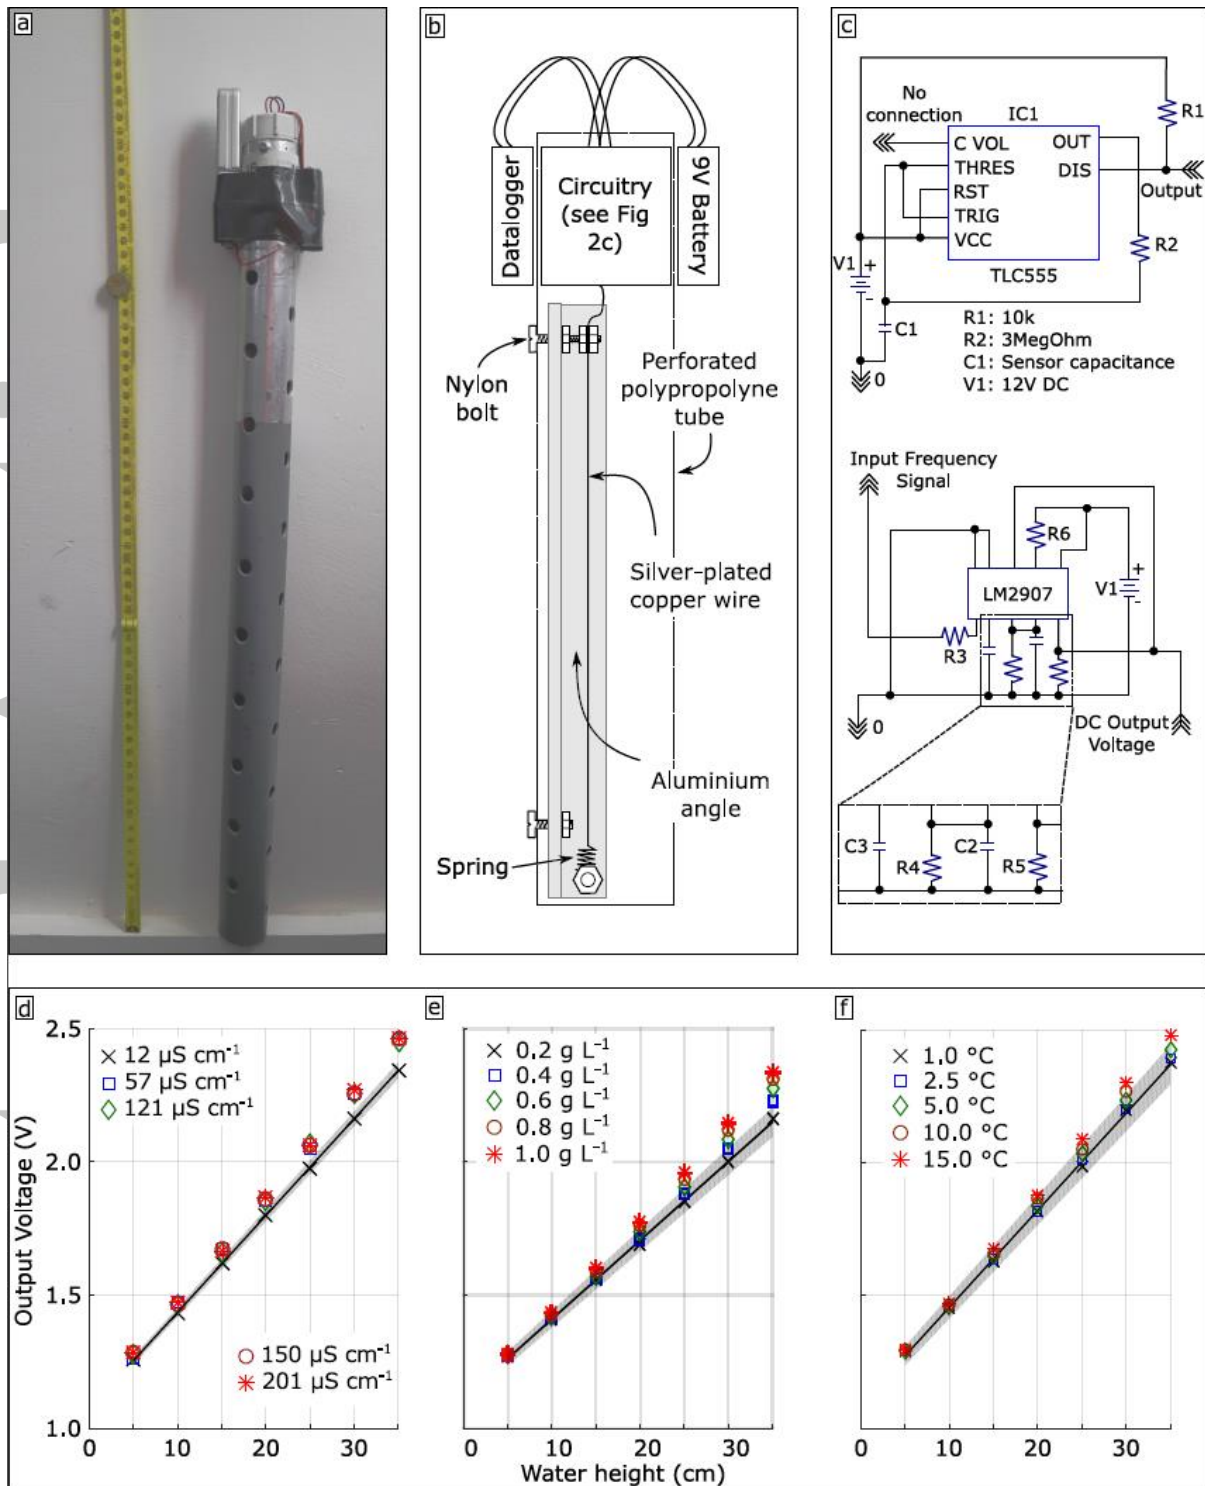 a
b
Datalogger
Circuitry
(see Fig
2c)
9V Battery
Nylon
bolt
Perforated
polypropolyne
tube
Silver-plated
copper wire
Aluminium
angle
Spring
c
No
connection
IC1
C VOL
THRES
RST
TRIG
VCC
OUT
DIS
R1
Output
R2
TLC555
V1
+
-
C1
0
R1: 10k
R2: 3MegOhm
C1: Sensor capacitance
V1: 12V DC
Input Frequency
Signal
R6
LM2907
V1
+
-
R3
0
DC Output
Voltage
C3
R4
C2
R5
d
Output Voltage (V)
2.5
2.0
1.5
1.0
12 µS cm⁻¹
57 µS cm⁻¹
121 µS cm⁻¹
150 µS cm⁻¹
201 µS cm⁻¹
0 10 20 30
e
0.2 g L⁻¹
0.4 g L⁻¹
0.6 g L⁻¹
0.8 g L⁻¹
1.0 g L⁻¹
0 10 20 30
Water height (cm)
f
1.0 °C
2.5 °C
5.0 °C
10.0 °C
15.0 °C
0 10 20 30